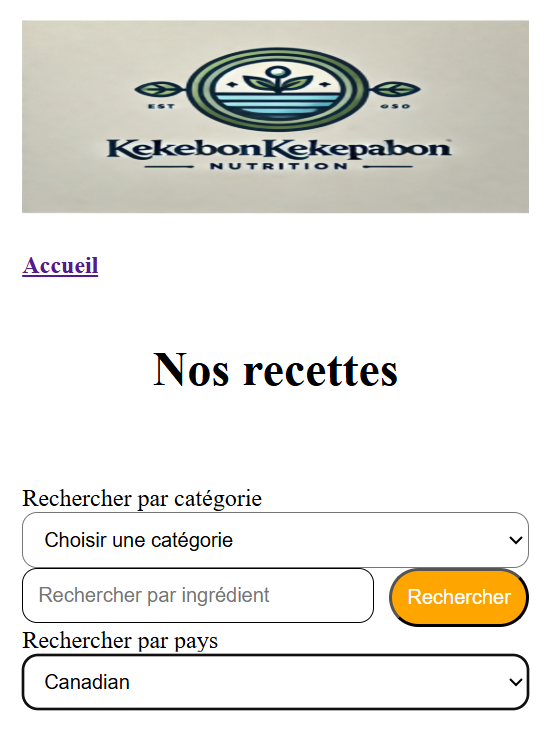 EST GSO
KekebonKekepabon
NUTRITION
Accueil
Nos recettes
Rechercher par catégorie
Choisir une catégorie
Rechercher par ingrédient
Rechercher
Rechercher par pays
Canadian